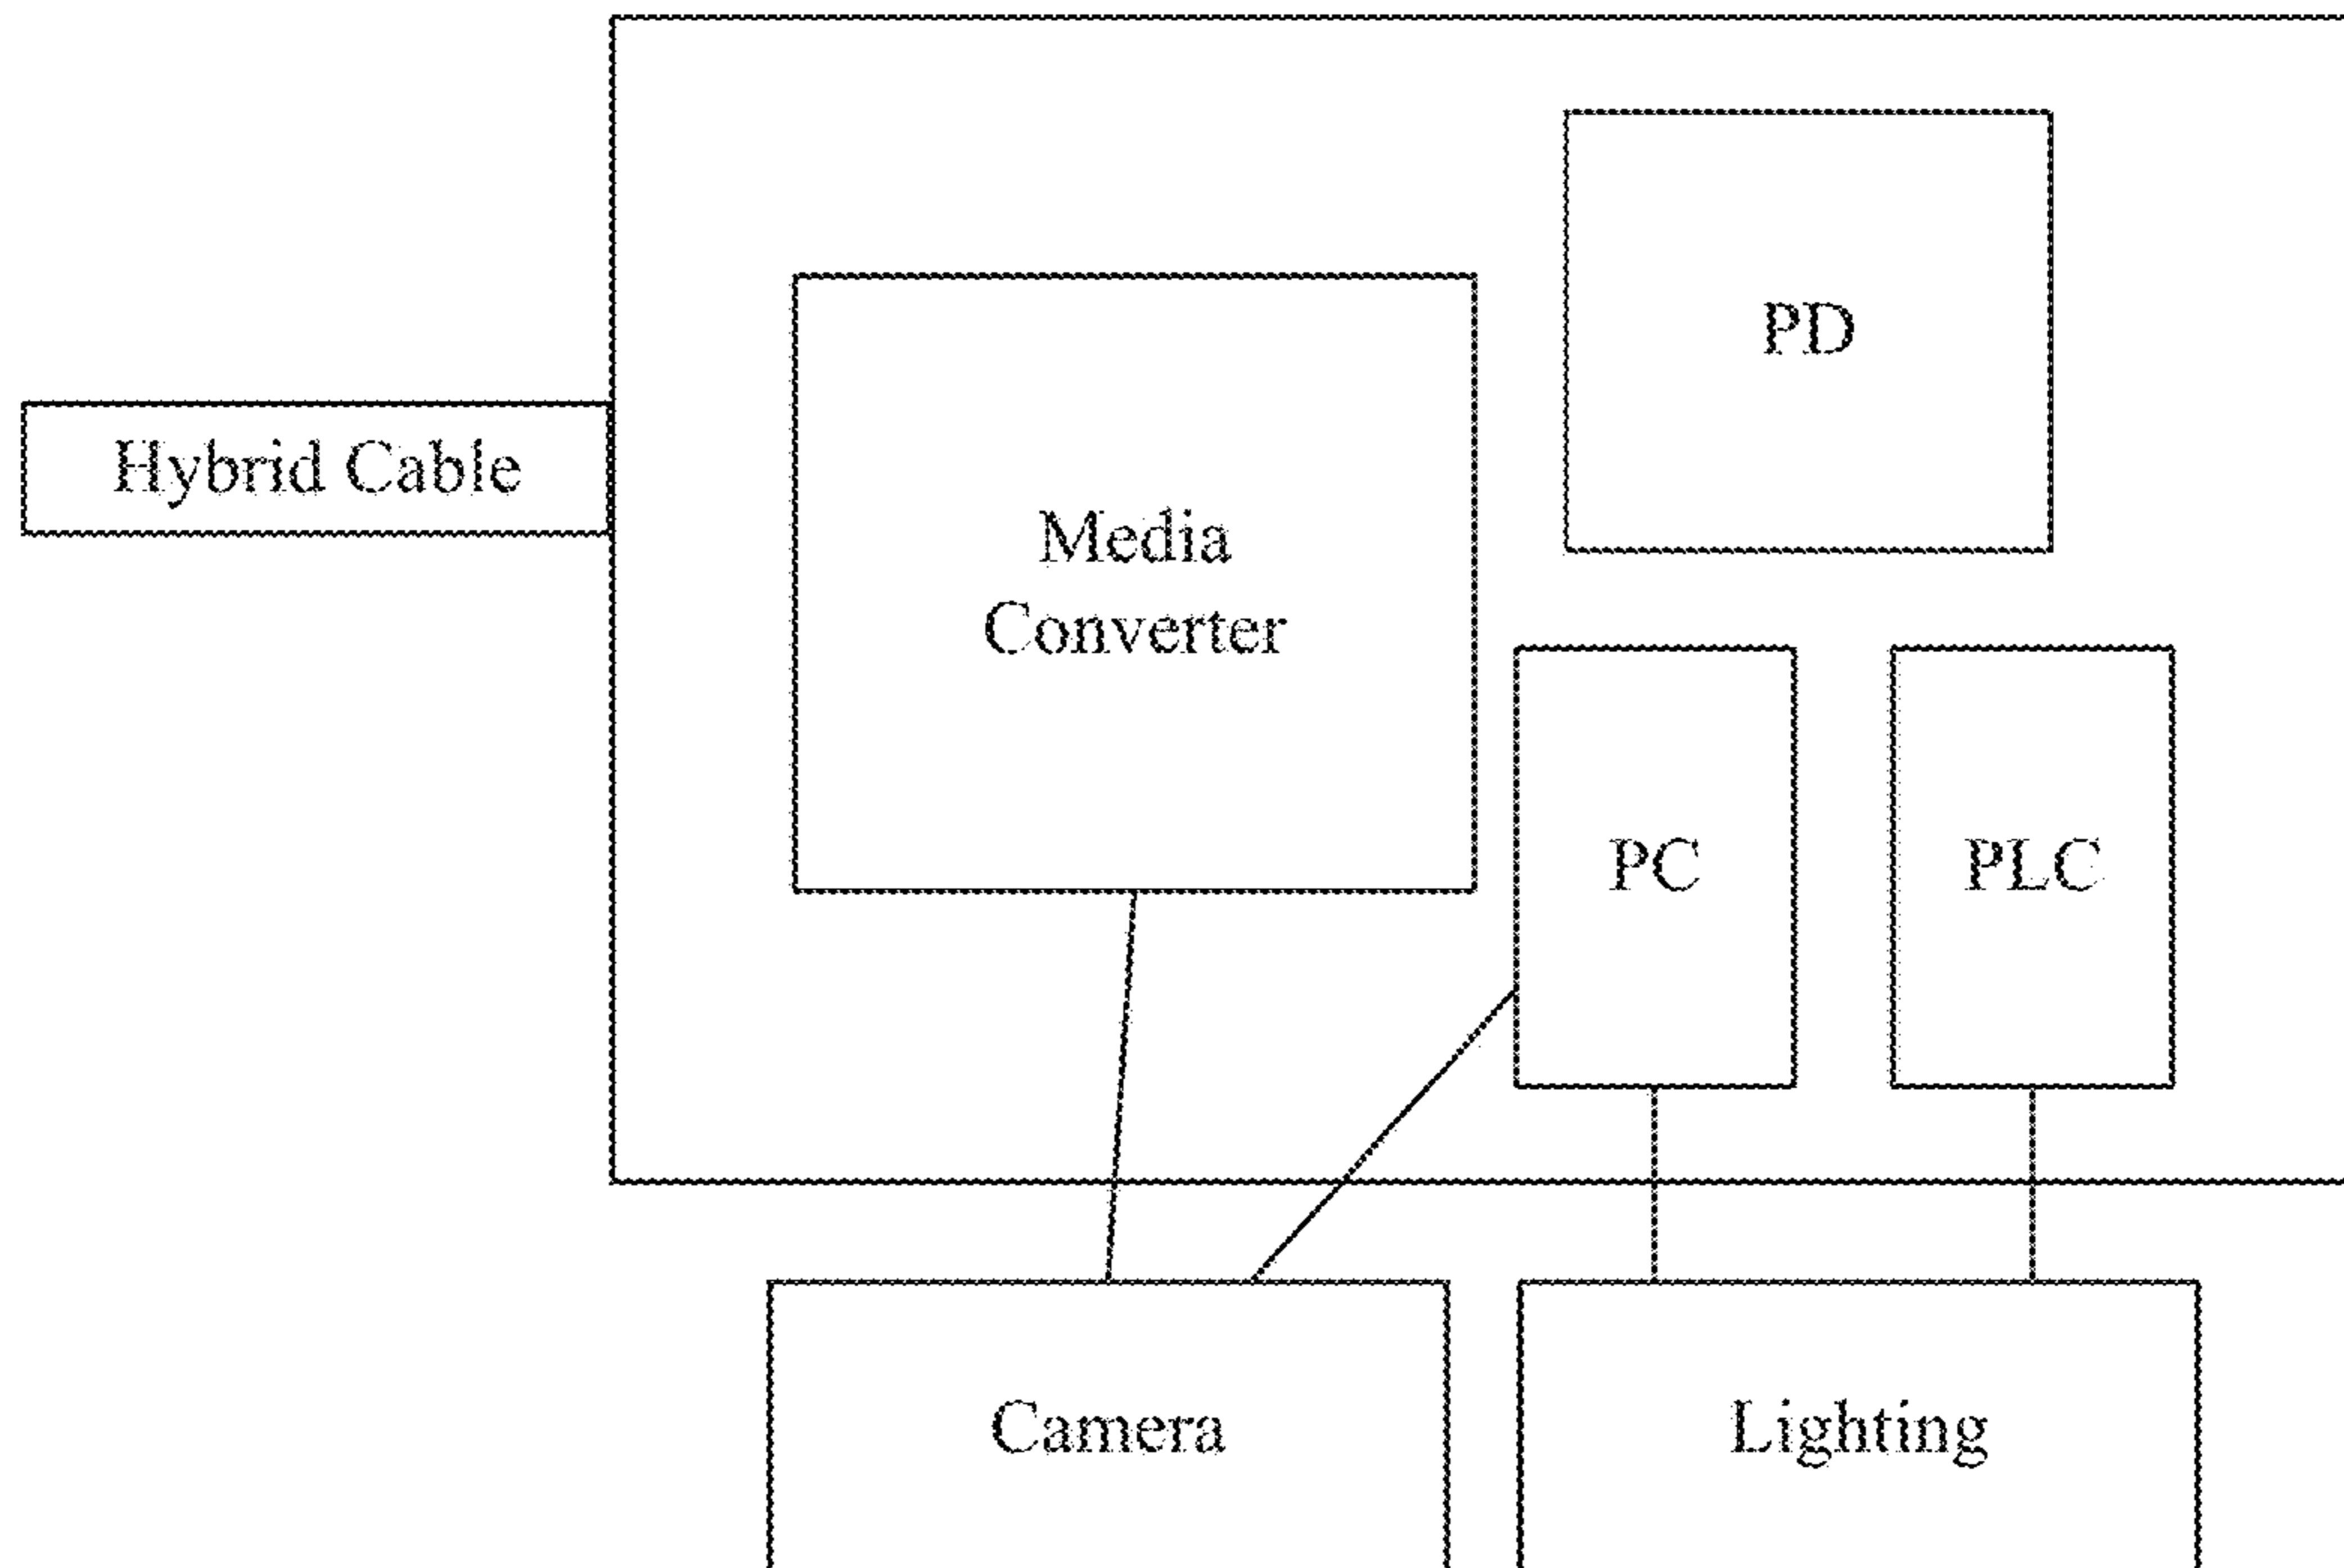 PD
Hybrid Cable
Media
Converter
PC
PLC
Camera
Lighting